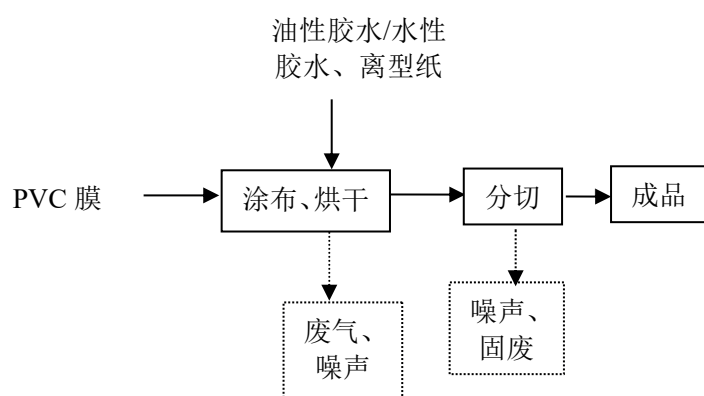 油性胶水/水性
胶水、离型纸
PVC 膜
涂布、烘干
分切
成品
废气、
噪声
噪声、
固废